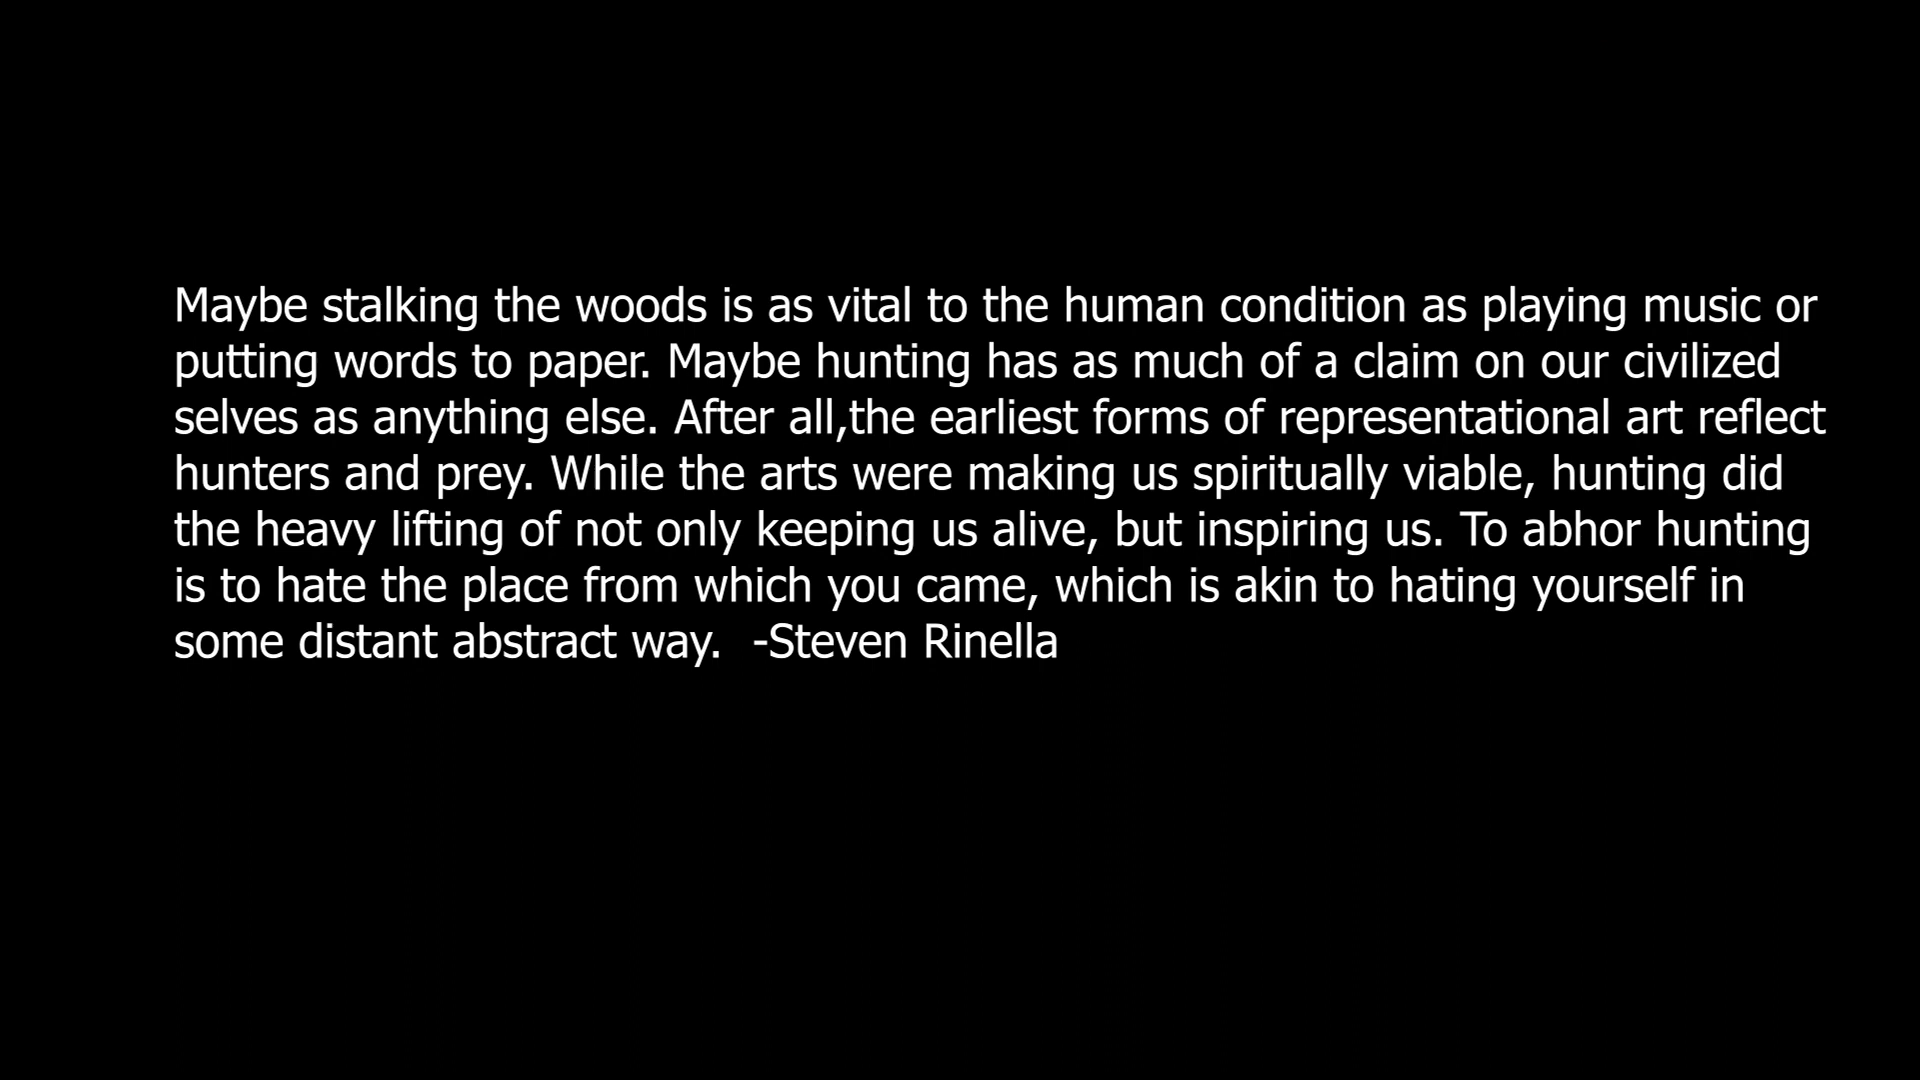 Maybe stalking the woods is as vital to the human condition as playing music or
putting words to paper. Maybe hunting has as much of a claim on our civilized
selves as anything else. After all,the earliest forms of representational art reflect
hunters and prey. While the arts were making us spiritually viable, hunting did
the heavy lifting of not only keeping us alive, but inspiring us. To abhor hunting
is to hate the place from which you came, which is akin to hating yourself in
some distant abstract way.  -Steven Rinella